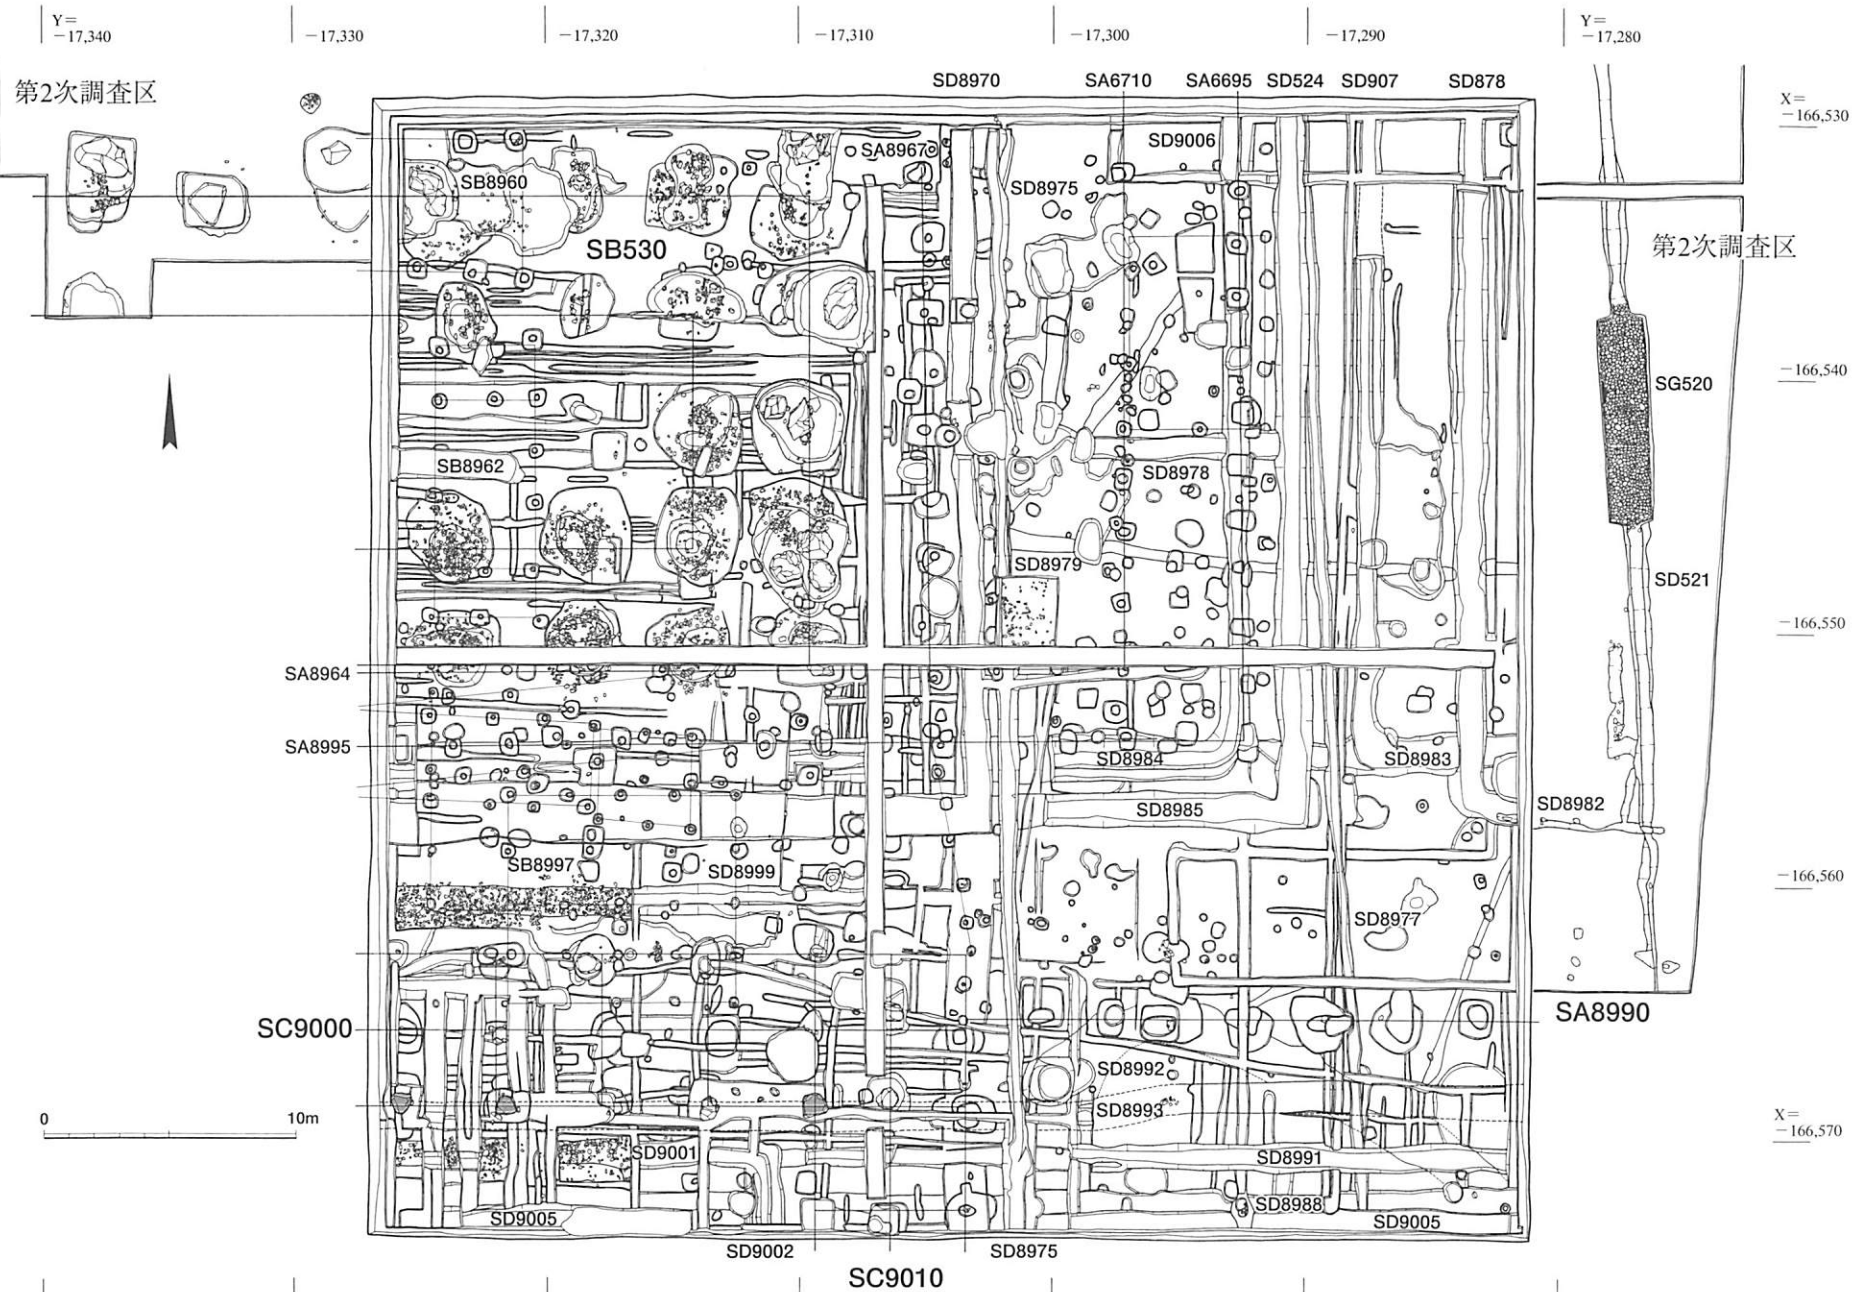 Y=
−17,340
−17,330
−17,320
−17,310
−17,300
−17,290
Y=
−17,280
第2次調査区
SD8970
SA6710
SA6695
SD524
SD907
SD878
X=
−166,530
SA8967
SD9006
SB8960
SD8975
SB530
第2次調査区
−166,540
SG520
SB8962
SD8978
SD8979
SD521
−166,550
SA8964
SA8995
SD8984
SD8983
SD8985
SD8982
SB8997
SD8999
−166,560
SD8977
SC9000
SA8990
SD8992
SD8993
0
10m
X=
−166,570
SD9001
SD8991
SD8988
SD9005
SD9005
SD9002
SD8975
SC9010